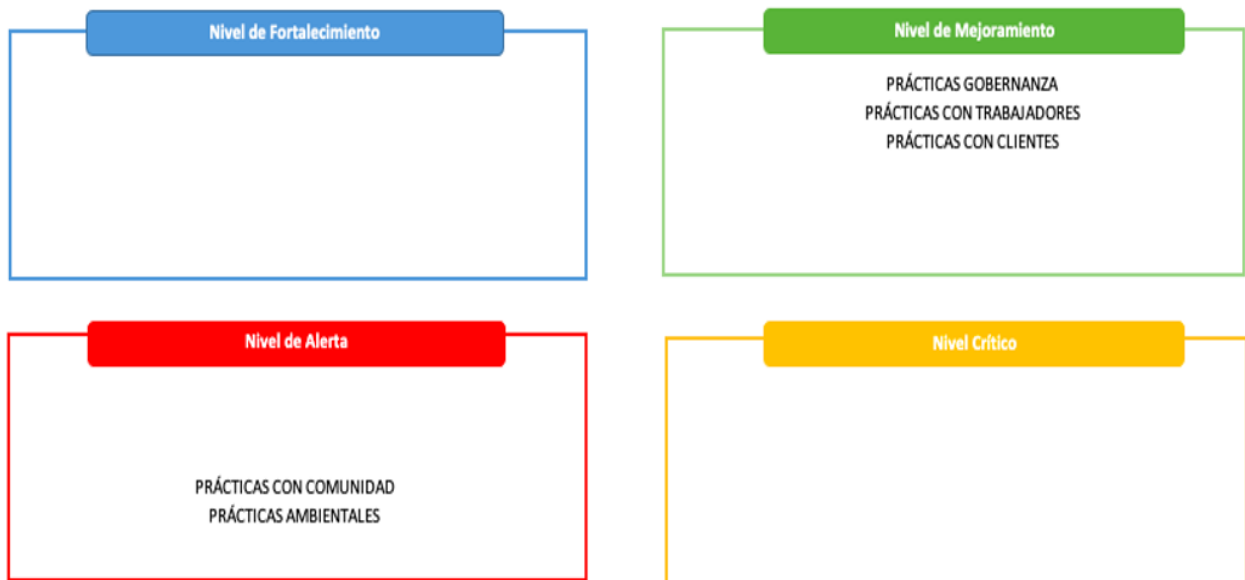 Nivel de Fortalecimiento
Nivel de Mejoramiento
PRÁCTICAS GOBERNANZA
PRÁCTICAS CON TRABAJADORES
PRÁCTICAS CON CLIENTES
Nivel de Alerta
PRÁCTICAS CON COMUNIDAD
PRÁCTICAS AMBIENTALES
Nivel Crítico